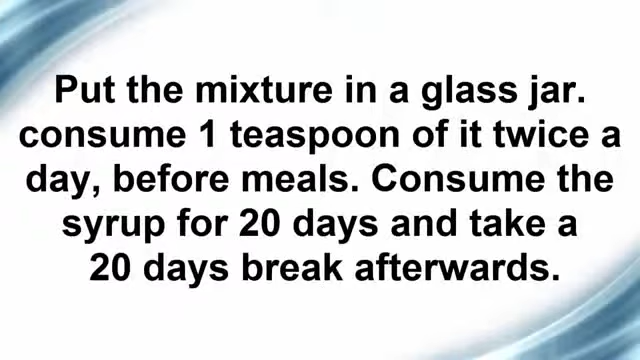 Put the mixture in a glass jar.
consume 1 teaspoon of it twice a
day, before meals. Consume the
syrup for 20 days and take a
20 days break afterwards.